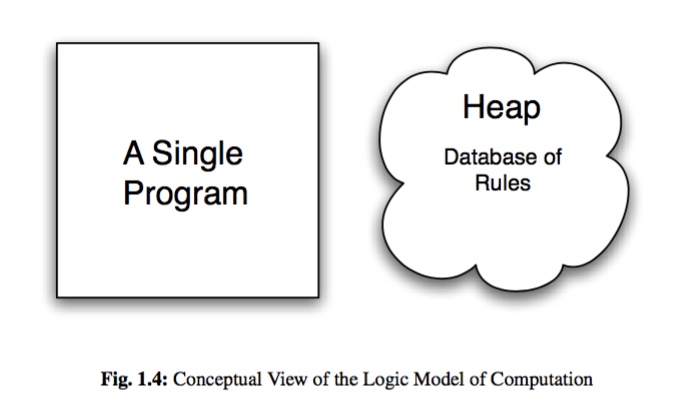 A Single
Program
Heap
Database of
Rules
Fig. 1.4: Conceptual View of the Logic Model of Computation